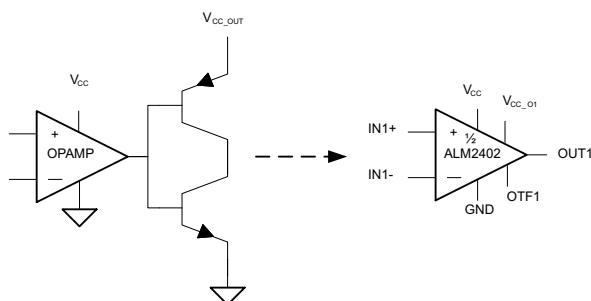 VCC_OUT
VCC
+
OPAMP
−
VCC
VCC_O1
IN1+
+
½
ALM2402
OUT1
IN1-
−
OTF1
GND